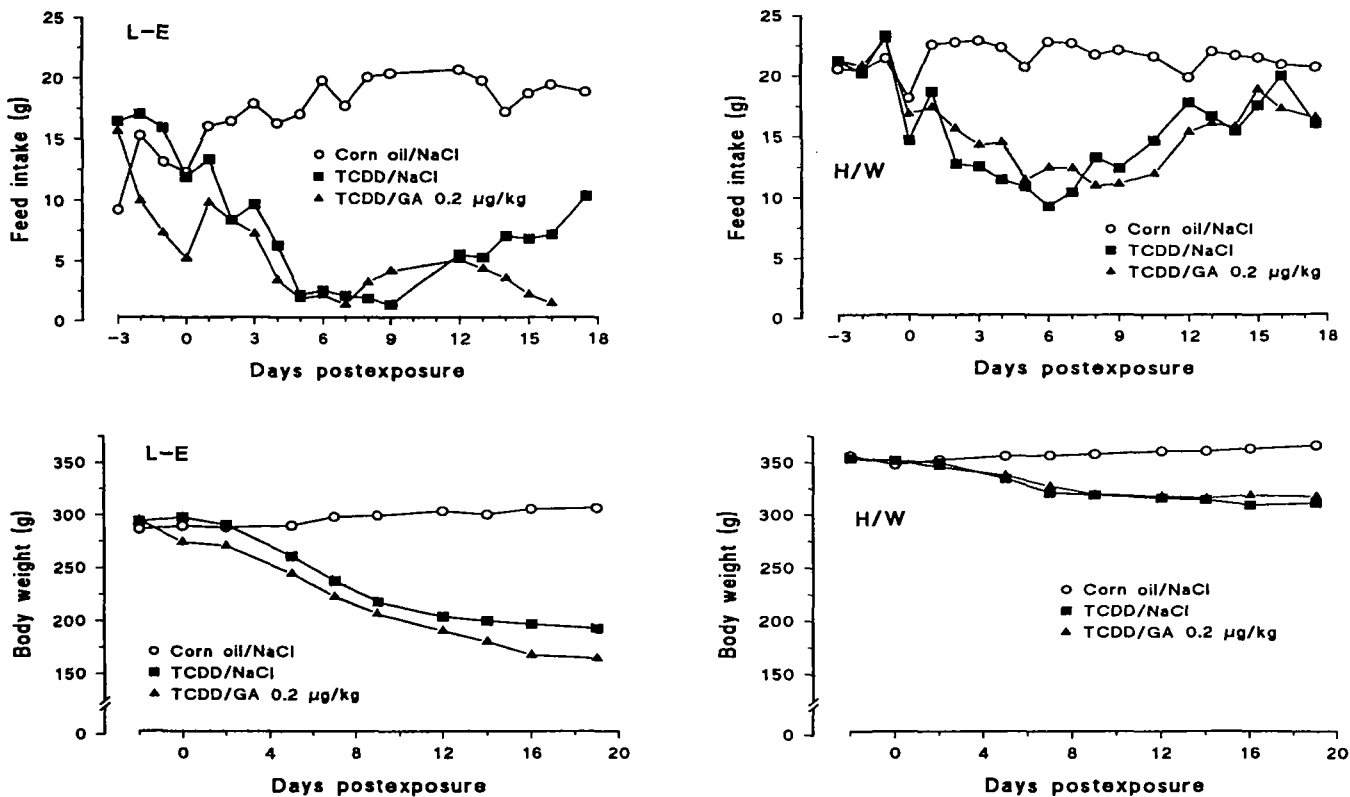 L-E
25
20
15
10
5
0
Feed intake (g)
Corn oil/NaCl
TCDD/NaCl
TCDD/GA 0.2 µg/kg
-3 0 3 6 9 12 15 18
Days postexposure
25
20
15
10
5
0
Feed intake (g)
H/W
Corn oil/NaCl
TCDD/NaCl
TCDD/GA 0.2 µg/kg
-3 0 3 6 9 12 15 18
Days postexposure
L-E
350
300
250
200
150
0
Body weight (g)
Corn oil/NaCl
TCDD/NaCl
TCDD/GA 0.2 µg/kg
0 4 8 12 16 20
Days postexposure
350
300
250
200
150
0
Body weight (g)
H/W
Corn oil/NaCl
TCDD/NaCl
TCDD/GA 0.2 µg/kg
0 4 8 12 16 20
Days postexposure